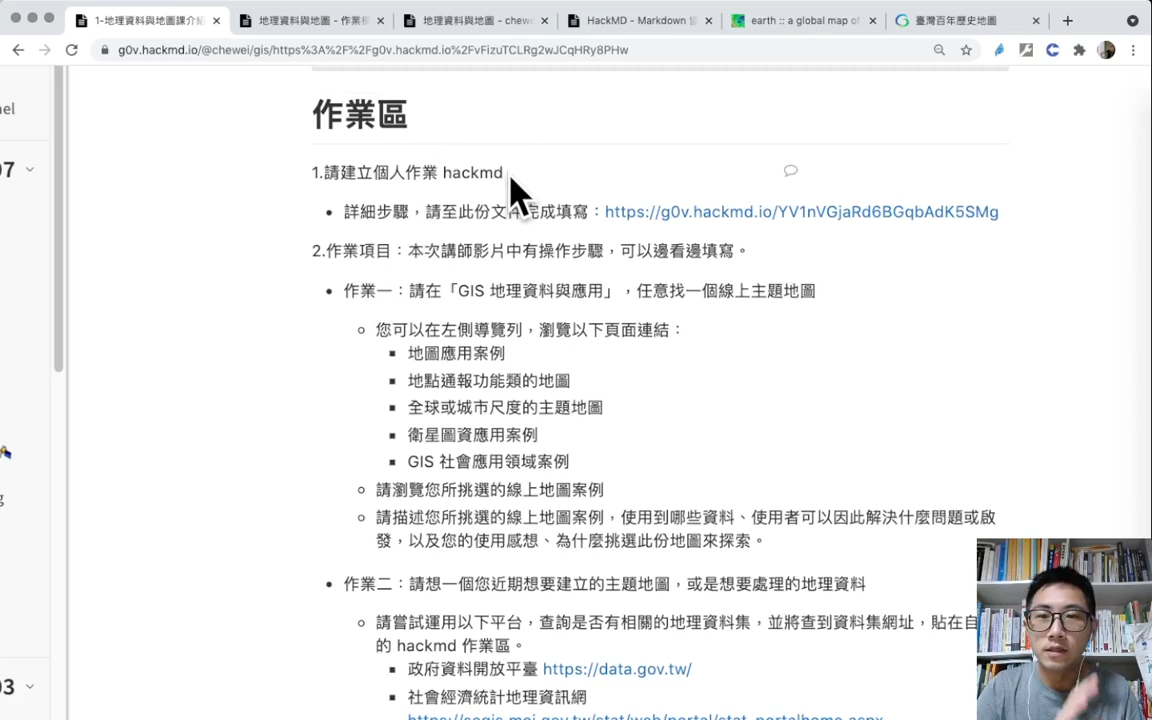 1-地理資料與地圖課介紹
地理資料與地圖 - 作業模
地理資料與地圖 - chewe
HackMD - Markdown 協
earth :: a global map of
臺灣百年歷史地圖
g0v.hackmd.io/@chewei/gis/https%3A%2F%2Fg0v.hackmd.io%2FvFizuTCLRg2wJCqHRy8PHw
作業區
1.請建立個人作業 hackmd
詳細步驟，請至此份文件完成填寫：https://g0v.hackmd.io/YV1nVGjaRd6BGqbAdK5SMg
2.作業項目：本次講師影片中有操作步驟，可以邊看邊填寫。
作業一：請在「GIS 地理資料與應用」，任意找一個線上主題地圖
您可以在左側導覽列，瀏覽以下頁面連結：
地圖應用案例
地點通報功能類的地圖
全球或城市尺度的主題地圖
衛星圖資應用案例
GIS 社會應用領域案例
請瀏覽您所挑選的線上地圖案例
請描述您所挑選的線上地圖案例，使用到哪些資料、使用者可以因此解決什麼問題或啟
發，以及您的使用感想、為什麼挑選此份地圖來探索。
作業二：請想一個您近期想要建立的主題地圖，或是想要處理的地理資料
請嘗試運用以下平台，查詢是否有相關的地理資料集，並將查到資料集網址，貼在自
的 hackmd 作業區。
政府資料開放平臺 https://data.gov.tw/
社會經濟統計地理資訊網
https://segis.moi.gov.tw/stat/web/portal/stat_portalhome.aspx